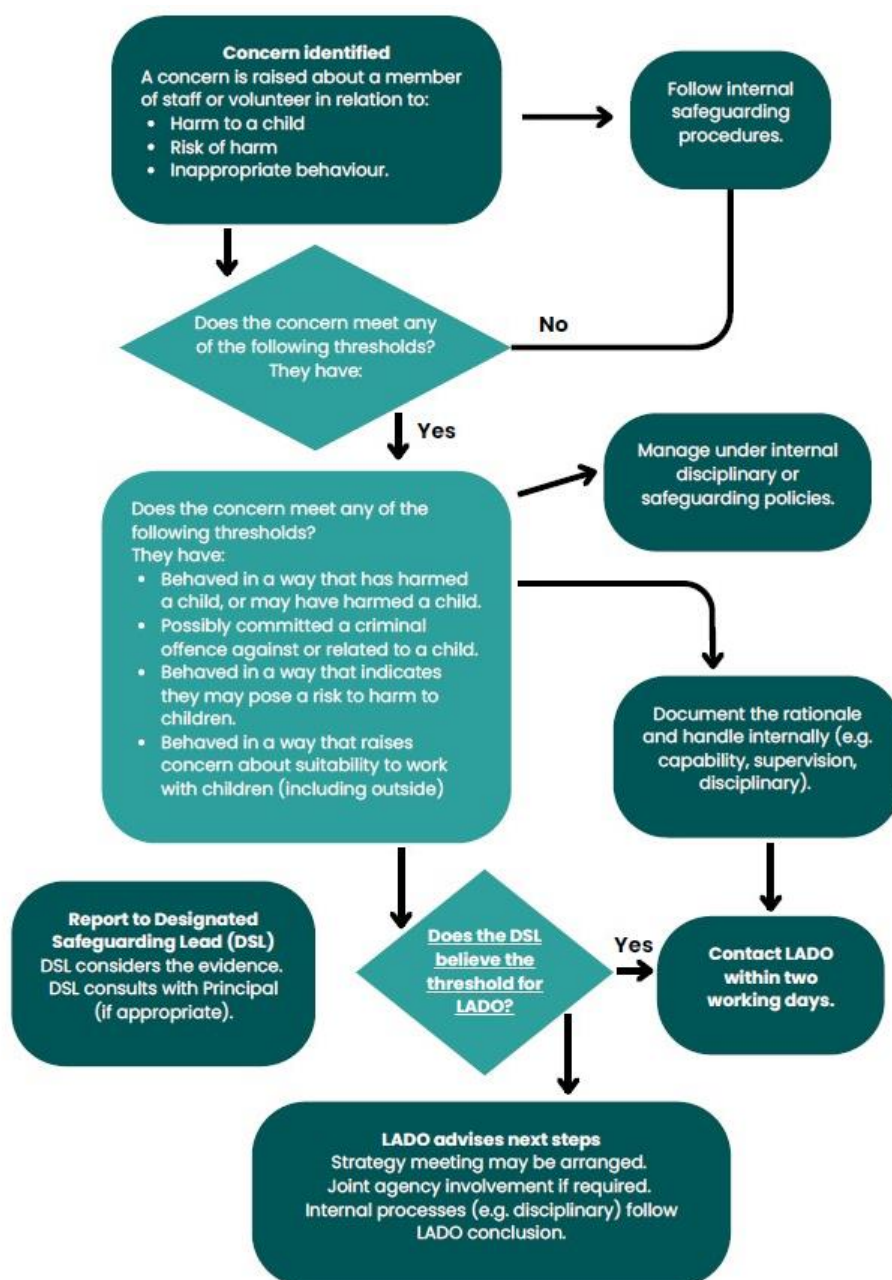 Concern identified
A concern is raised about a member
of staff or volunteer in relation to:
• Harm to a child
• Risk of harm
• Inappropriate behaviour.
Follow internal
safeguarding
procedures.
Does the concern meet any
of the following thresholds?
They have:
No
Yes
Manage under internal
disciplinary or
safeguarding policies.
Does the concern meet any of the
following thresholds?
They have:
• Behaved in a way that has harmed
a child, or may have harmed a child.
• Possibly committed a criminal
offence against or related to a child.
• Behaved in a way that indicates
they may pose a risk to harm to
children.
• Behaved in a way that raises
concern about suitability to work
with children (including outside)
Document the rationale
and handle internally (e.g.
capability, supervision,
disciplinary).
Report to Designated
Safeguarding Lead (DSL)
DSL considers the evidence.
DSL consults with Principal
(if appropriate).
Does the DSL
believe the
threshold for
LADO?
Yes
Contact LADO
within two
working days.
LADO advises next steps
Strategy meeting may be arranged.
Joint agency involvement if required.
Internal processes (e.g. disciplinary) follow
LADO conclusion.